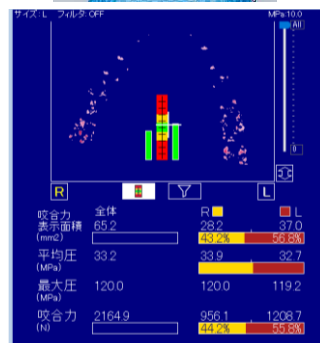 サイズ:L フィルタ:OFF MPa 10.0
All
0
R L
咬合力 全体 R L
表示面積 65.2 28.2 37.0
(mm2) 43.2% 56.8%
平均圧 33.2 33.9 32.7
(MPa)
最大圧 120.0 120.0 119.2
(MPa)
咬合力 2164.9 956.1 1208.7
(N) 44.2% 55.8%